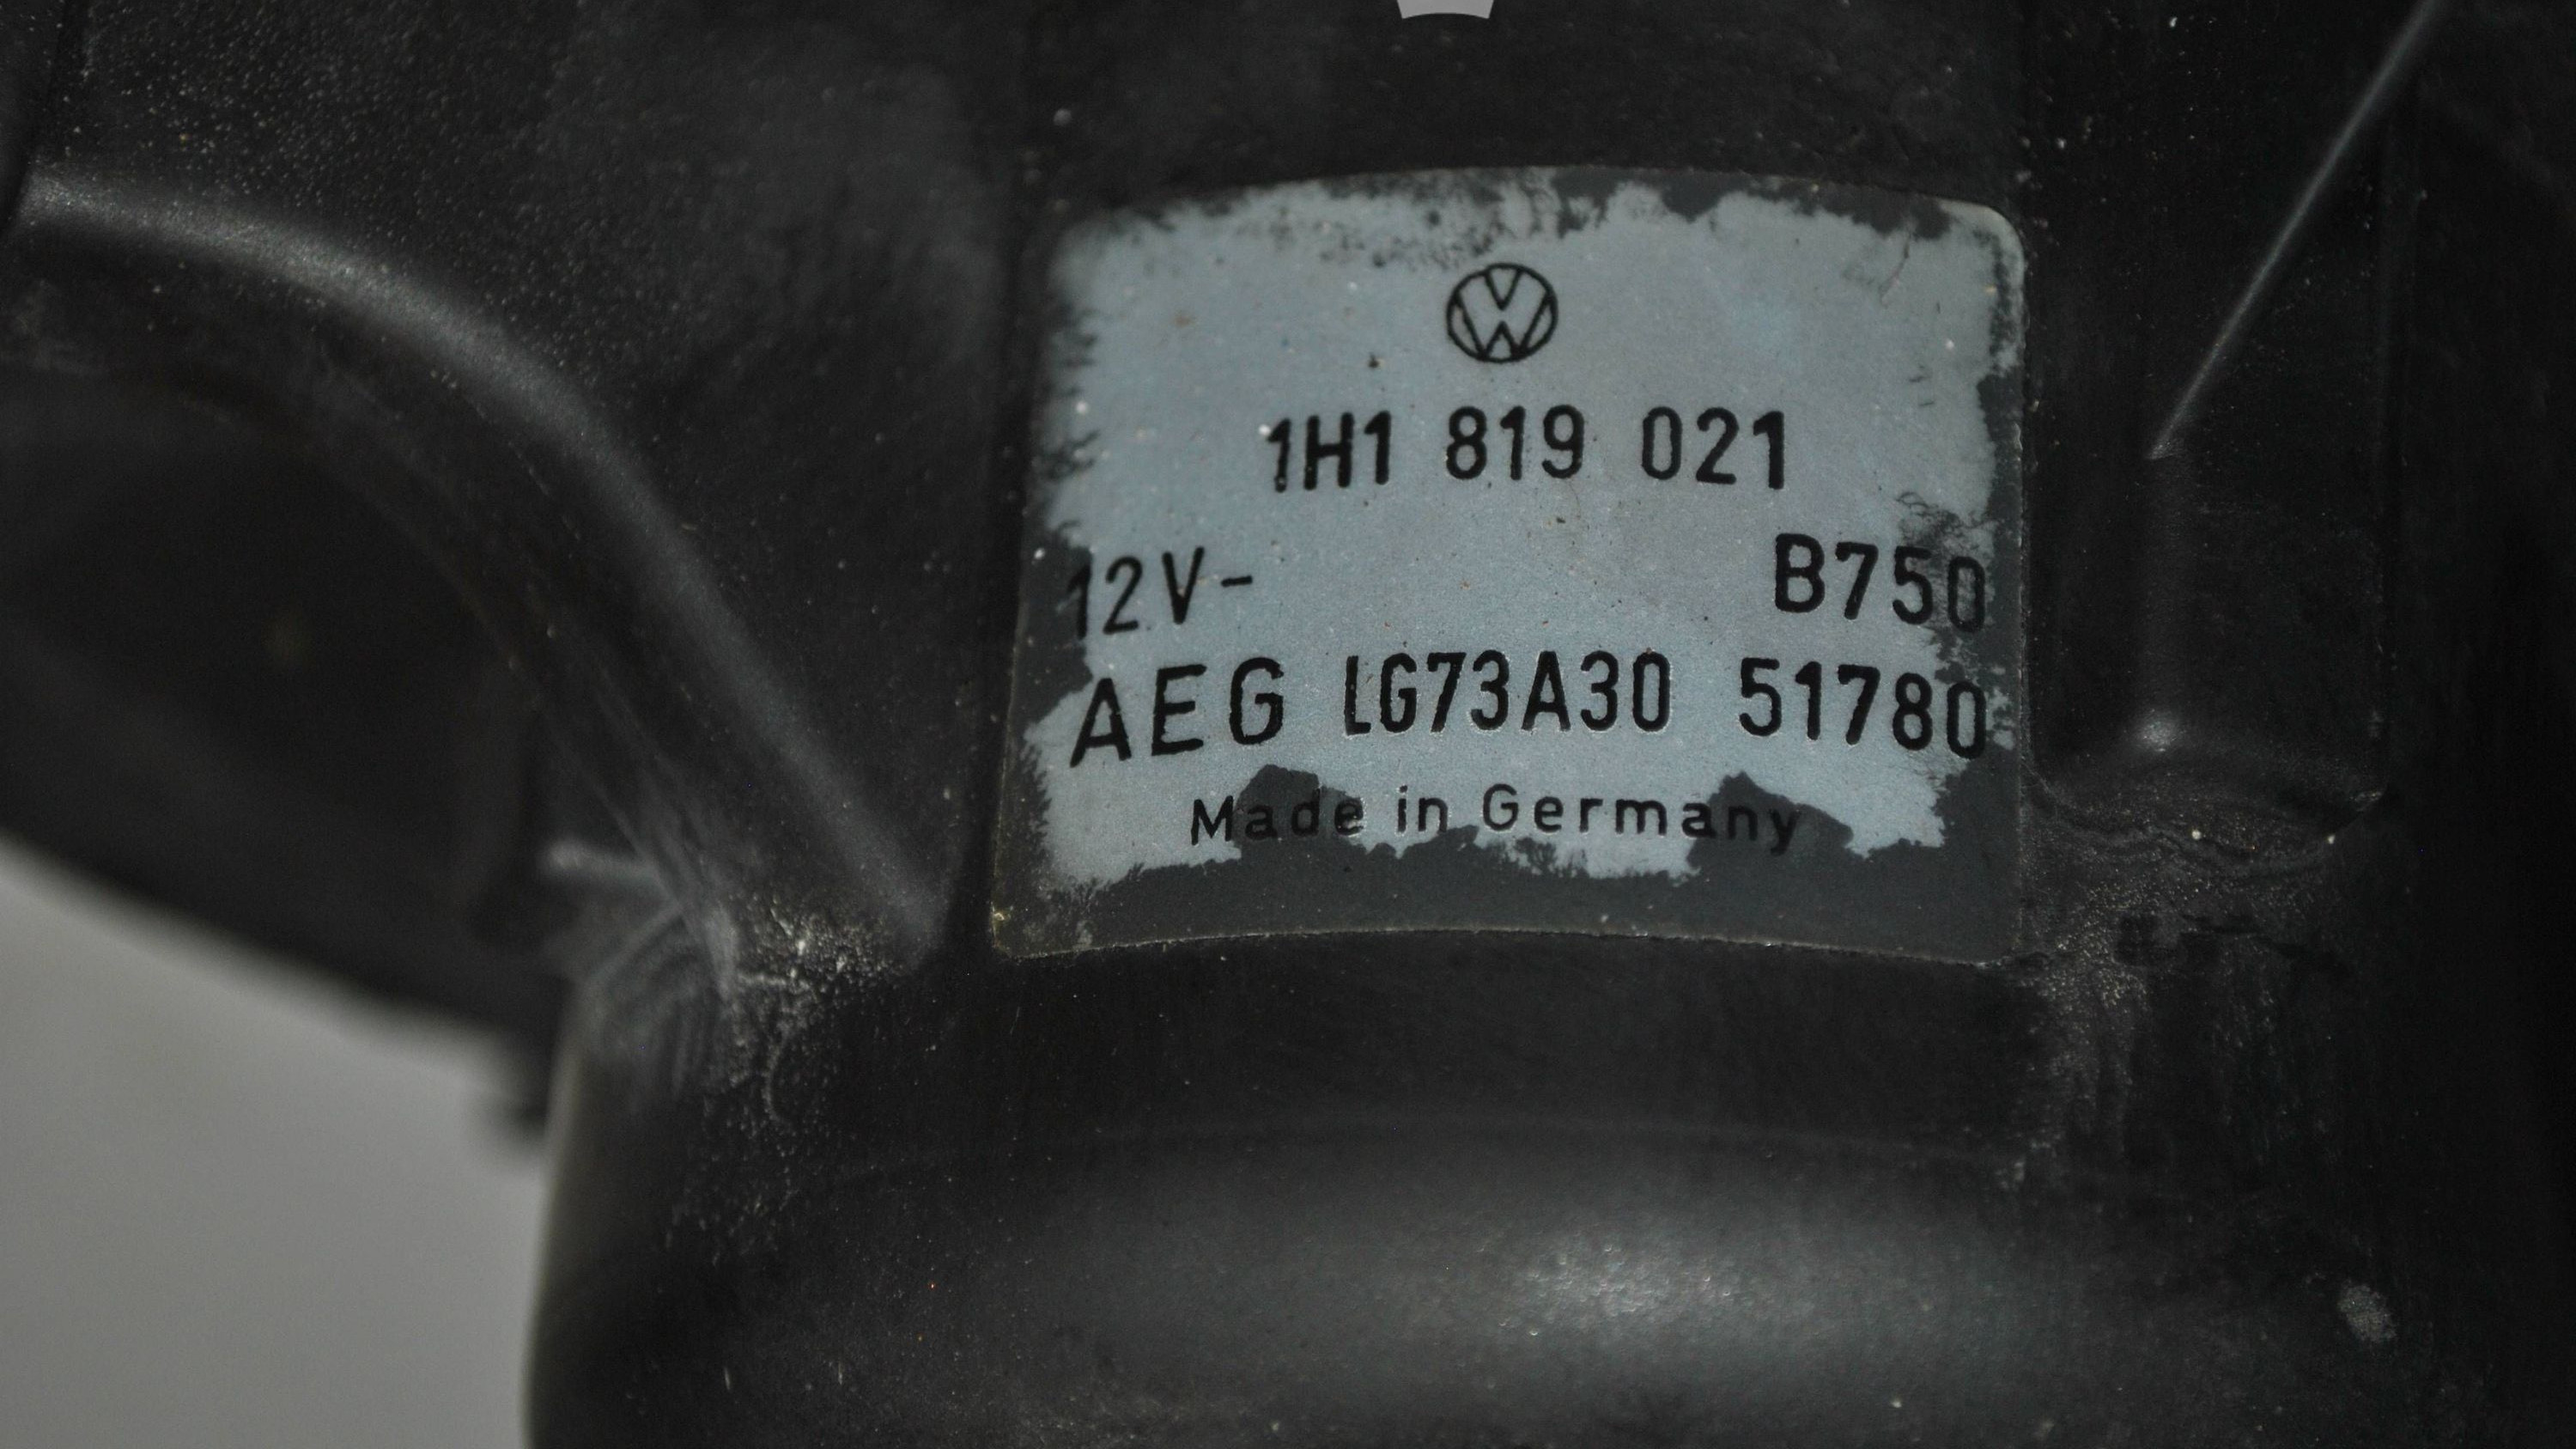 1H1 819 021
12V- B750
AEG LG73A30 51780
Made in Germany